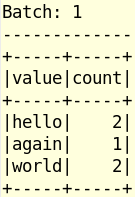 Batch: 1
-------------
+-----+-----+
|value|count|
+-----+-----+
|hello|    2|
|again|    1|
|world|    2|
+-----+-----+